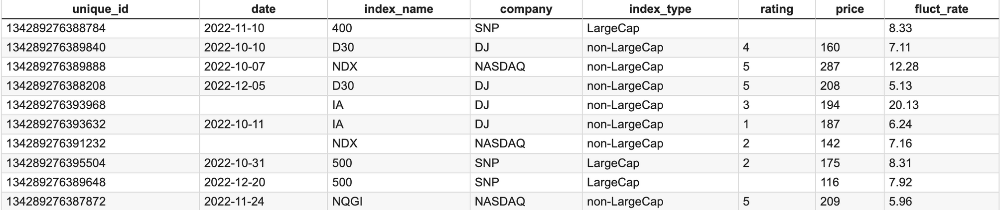 unique_id date index_name company index_type rating price fluct_rate
134289276388784 2022-11-10 400 SNP LargeCap 8.33
134289276389840 2022-10-10 D30 DJ non-LargeCap 4 160 7.11
134289276389888 2022-10-07 NDX NASDAQ non-LargeCap 5 287 12.28
134289276388208 2022-12-05 D30 DJ non-LargeCap 5 208 5.13
134289276393968 IA DJ non-LargeCap 3 194 20.13
134289276393632 2022-10-11 IA DJ non-LargeCap 1 187 6.24
134289276391232 NDX NASDAQ non-LargeCap 2 142 7.16
134289276395504 2022-10-31 500 SNP LargeCap 2 175 8.31
134289276389648 2022-12-20 500 SNP LargeCap 116 7.92
134289276387872 2022-11-24 NQGI NASDAQ non-LargeCap 5 209 5.96